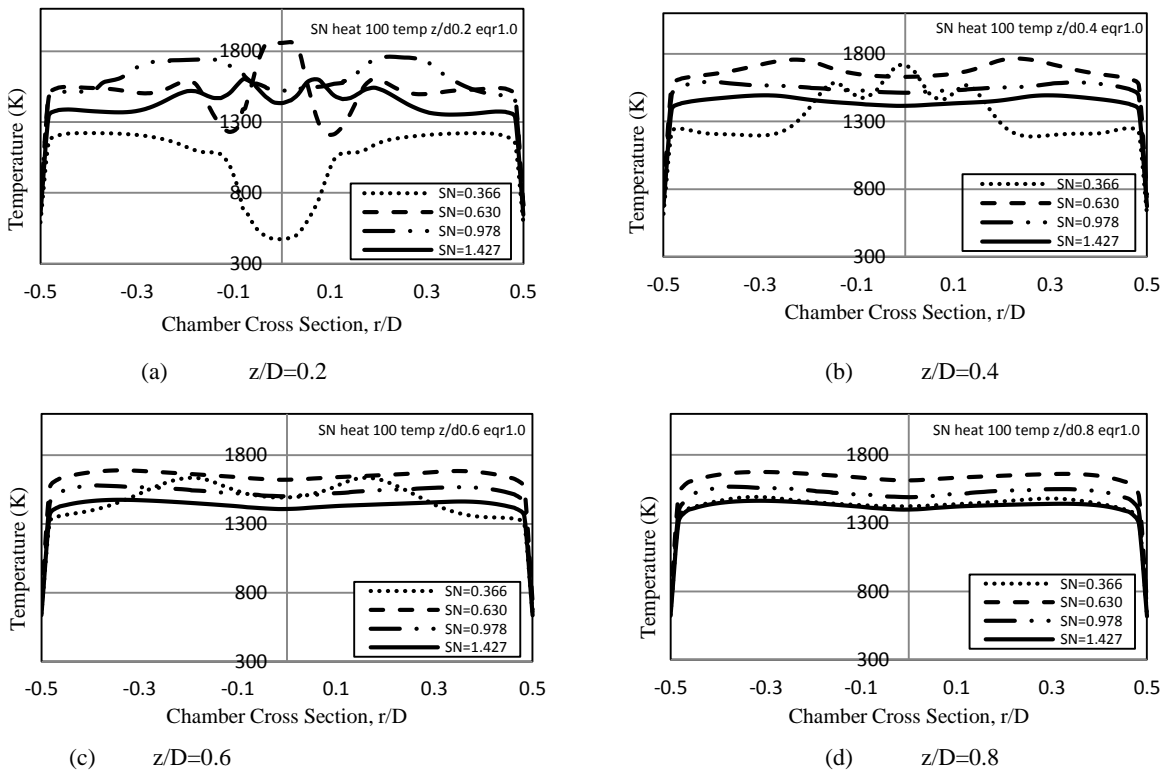 SN heat 100 temp z/d0.2 eqr1.0
1800
1300
800
300
Temperature (K)
SN=0.366
SN=0.630
SN=0.978
SN=1.427
-0.5 -0.3 -0.1 0.1 0.3 0.5
Chamber Cross Section, r/D
(a) z/D=0.2
SN heat 100 temp z/d0.4 eqr1.0
1800
1300
800
300
Temperature (K)
SN=0.366
SN=0.630
SN=0.978
SN=1.427
-0.5 -0.3 -0.1 0.1 0.3 0.5
Chamber Cross Section, r/D
(b) z/D=0.4
SN heat 100 temp z/d0.6 eqr1.0
1800
1300
800
300
Temperature (K)
SN=0.366
SN=0.630
SN=0.978
SN=1.427
-0.5 -0.3 -0.1 0.1 0.3 0.5
Chamber Cross Section, r/D
(c) z/D=0.6
SN heat 100 temp z/d0.8 eqr1.0
1800
1300
800
300
Temperature (K)
SN=0.366
SN=0.630
SN=0.978
SN=1.427
-0.5 -0.3 -0.1 0.1 0.3 0.5
Chamber Cross Section, r/D
(d) z/D=0.8